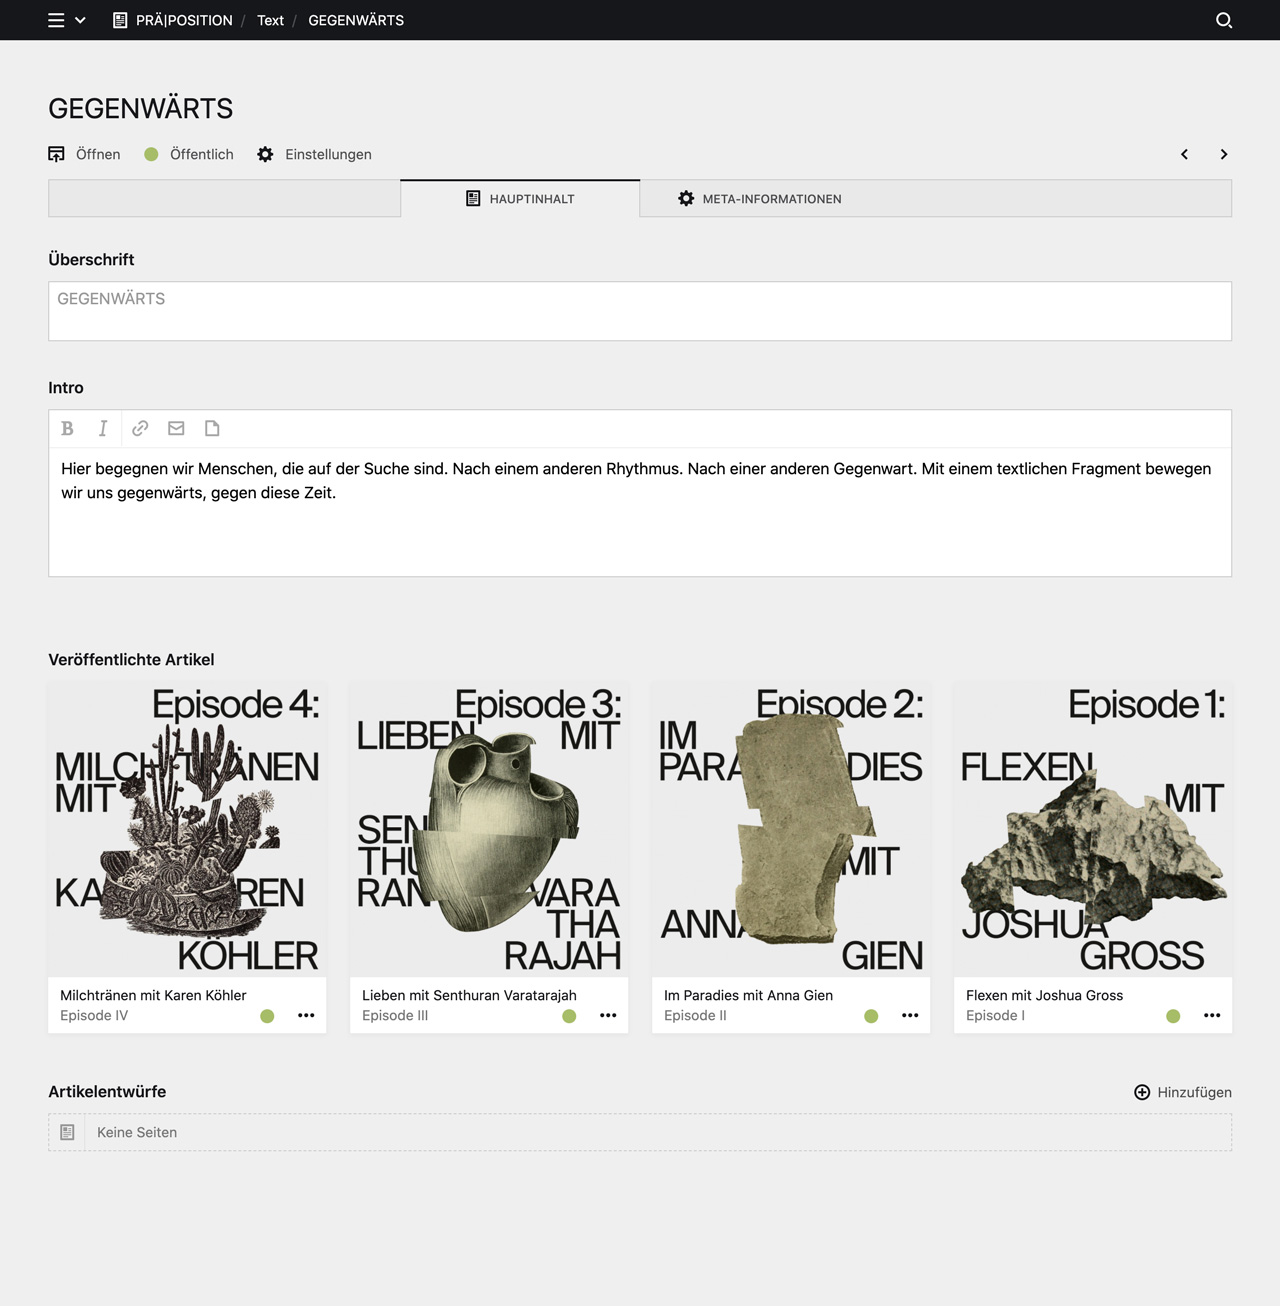 PRÄ|POSITION / Text / GEGENWÄRTS
GEGENWÄRTS
Öffnen Öffentlich Einstellungen
HAUPTINHALT META-INFORMATIONEN
Überschrift
GEGENWÄRTS
Intro
B I
Hier begegnen wir Menschen, die auf der Suche sind. Nach einem anderen Rhythmus. Nach einer anderen Gegenwart. Mit einem textlichen Fragment bewegen
wir uns gegenwärts, gegen diese Zeit.
Veröffentlichte Artikel
Episode 4:
MILCHTRÄNEN
MIT
KAREN
KÖHLER
Milchtränen mit Karen Köhler
Episode IV
Episode 3:
LIEBEN MIT
SEN
THU
RAN VARA
THA
RAJAH
Lieben mit Senthuran Varatarajah
Episode III
Episode 2:
IM
PARADIES
MIT
ANNA
GIEN
Im Paradies mit Anna Gien
Episode II
Episode 1:
FLEXEN
MIT
JOSHUA
GROSS
Flexen mit Joshua Gross
Episode I
Artikelentwürfe
Hinzufügen
Keine Seiten